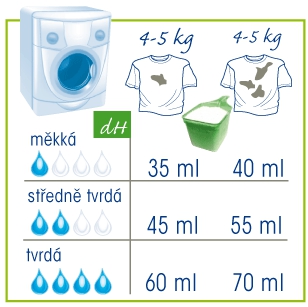 4-5 kg 4-5 kg
dH
měkká
35 ml 40 ml
středně tvrdá
45 ml 55 ml
tvrdá
60 ml 70 ml